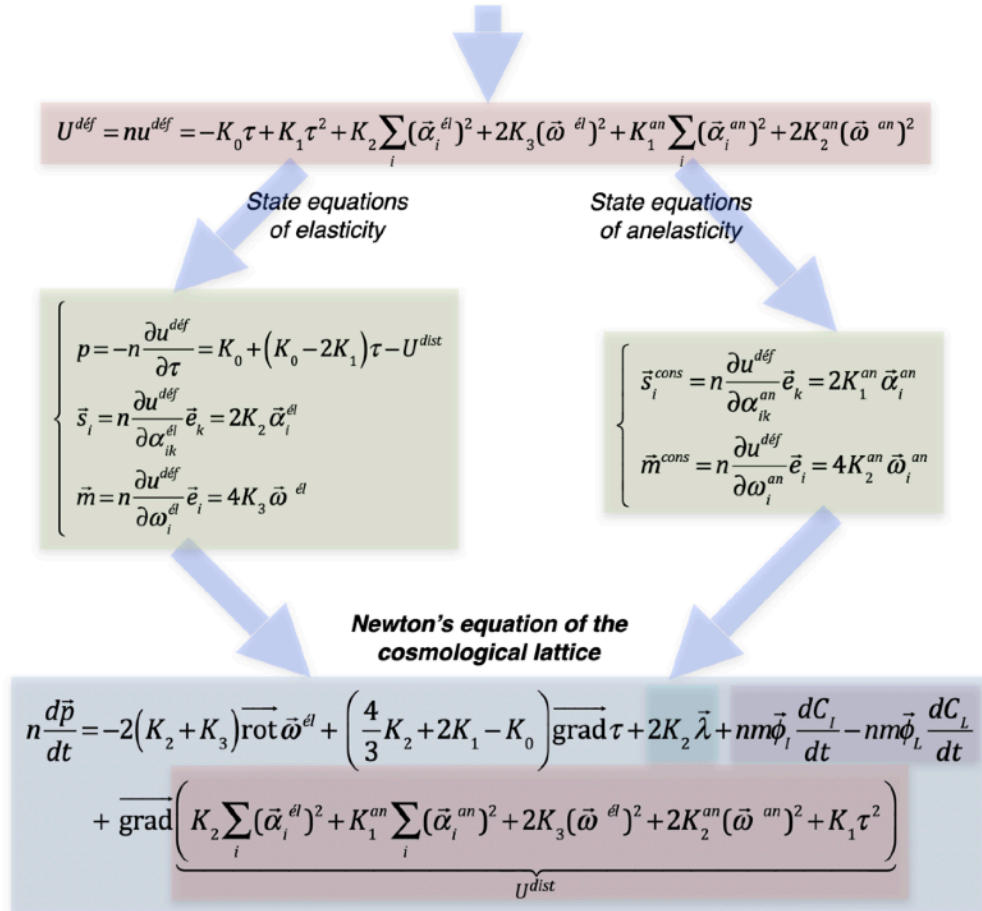 U^{déf} = nu^{déf} = −K_0 τ + K_1 τ^2 + K_2 ∑_i (α⃗_i^{él})^2 + 2K_3 (ω⃗^{él})^2 + K_1^{an} ∑_i (α⃗_i^{an})^2 + 2K_2^{an} (ω⃗^{an})^2
State equations
of elasticity
State equations
of anelasticity
p = −n ∂u^{déf}/∂τ = K_0 + (K_0 − 2K_1) τ − U^{dist}
s⃗_i = n ∂u^{déf}/∂α_{ik}^{él} e⃗_k = 2K_2 α⃗_i^{él}
m⃗ = n ∂u^{déf}/∂ω_i^{él} e⃗_i = 4K_3 ω⃗^{él}
s⃗_i^{cons} = n ∂u^{déf}/∂α_{ik}^{an} e⃗_k = 2K_1^{an} α⃗_i^{an}
m⃗^{cons} = n ∂u^{déf}/∂ω_i^{an} e⃗_i = 4K_2^{an} ω⃗_i^{an}
Newton's equation of the
cosmological lattice
n dp⃗/dt = −2(K_2 + K_3) rot⃗ ω⃗^{él} + (4/3 K_2 + 2K_1 − K_0) grad⃗ τ + 2K_2 λ⃗ + nmϕ⃗_I dC_I/dt − nmϕ⃗_L dC_L/dt
+ grad⃗ (K_2 ∑_i (α⃗_i^{él})^2 + K_1^{an} ∑_i (α⃗_i^{an})^2 + 2K_3 (ω⃗^{él})^2 + 2K_2^{an} (ω⃗^{an})^2 + K_1 τ^2)
U^{dist}